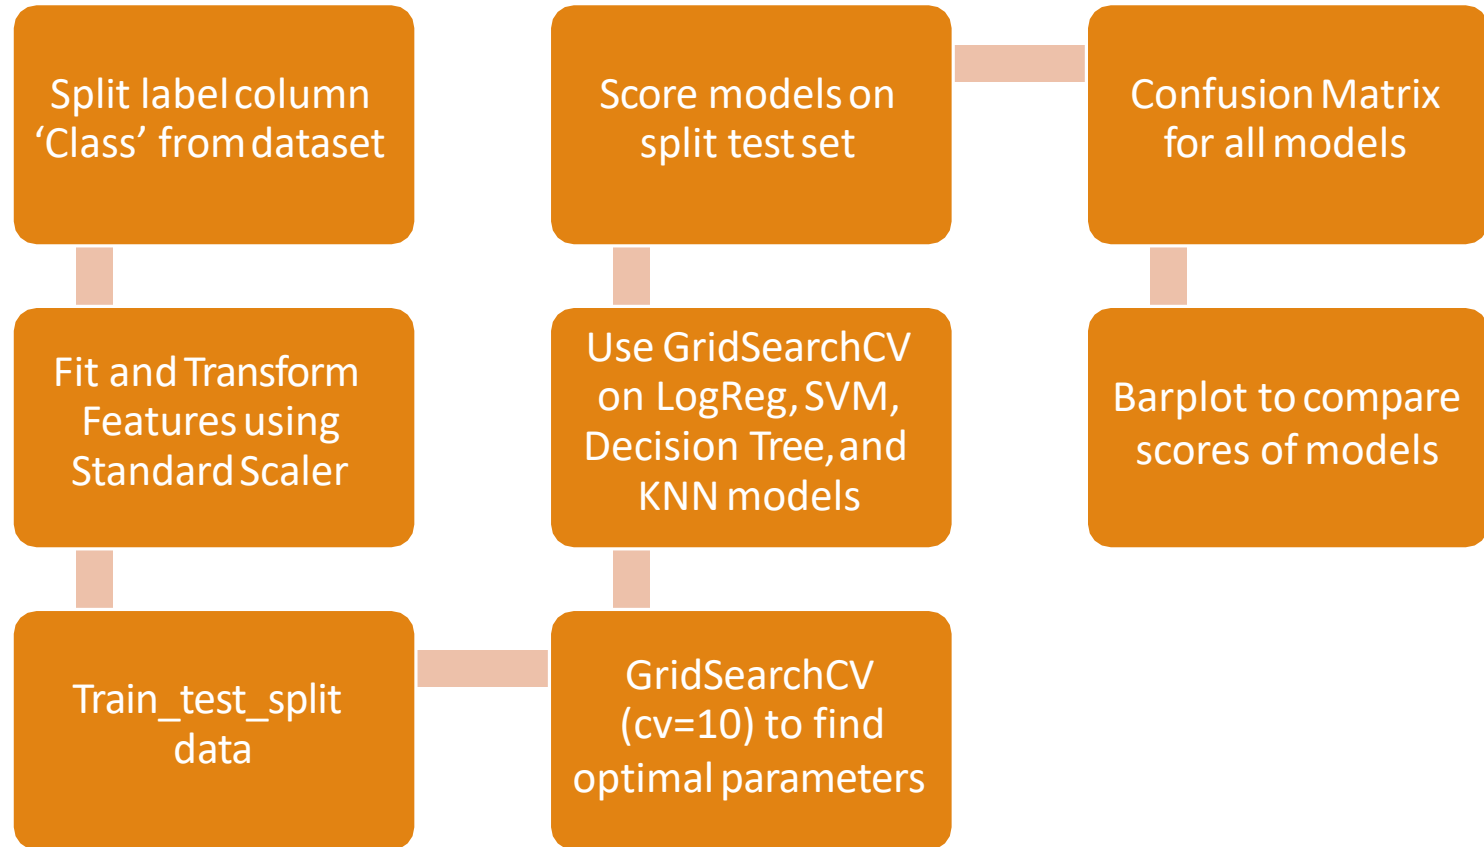 Split label column
‘Class’ from dataset
Fit and Transform
Features using
Standard Scaler
Train_test_split
data
GridSearchCV
(cv=10) to find
optimal parameters
Use GridSearchCV
on LogReg, SVM,
Decision Tree, and
KNN models
Score models on
split test set
Confusion Matrix
for all models
Barplot to compare
scores of models